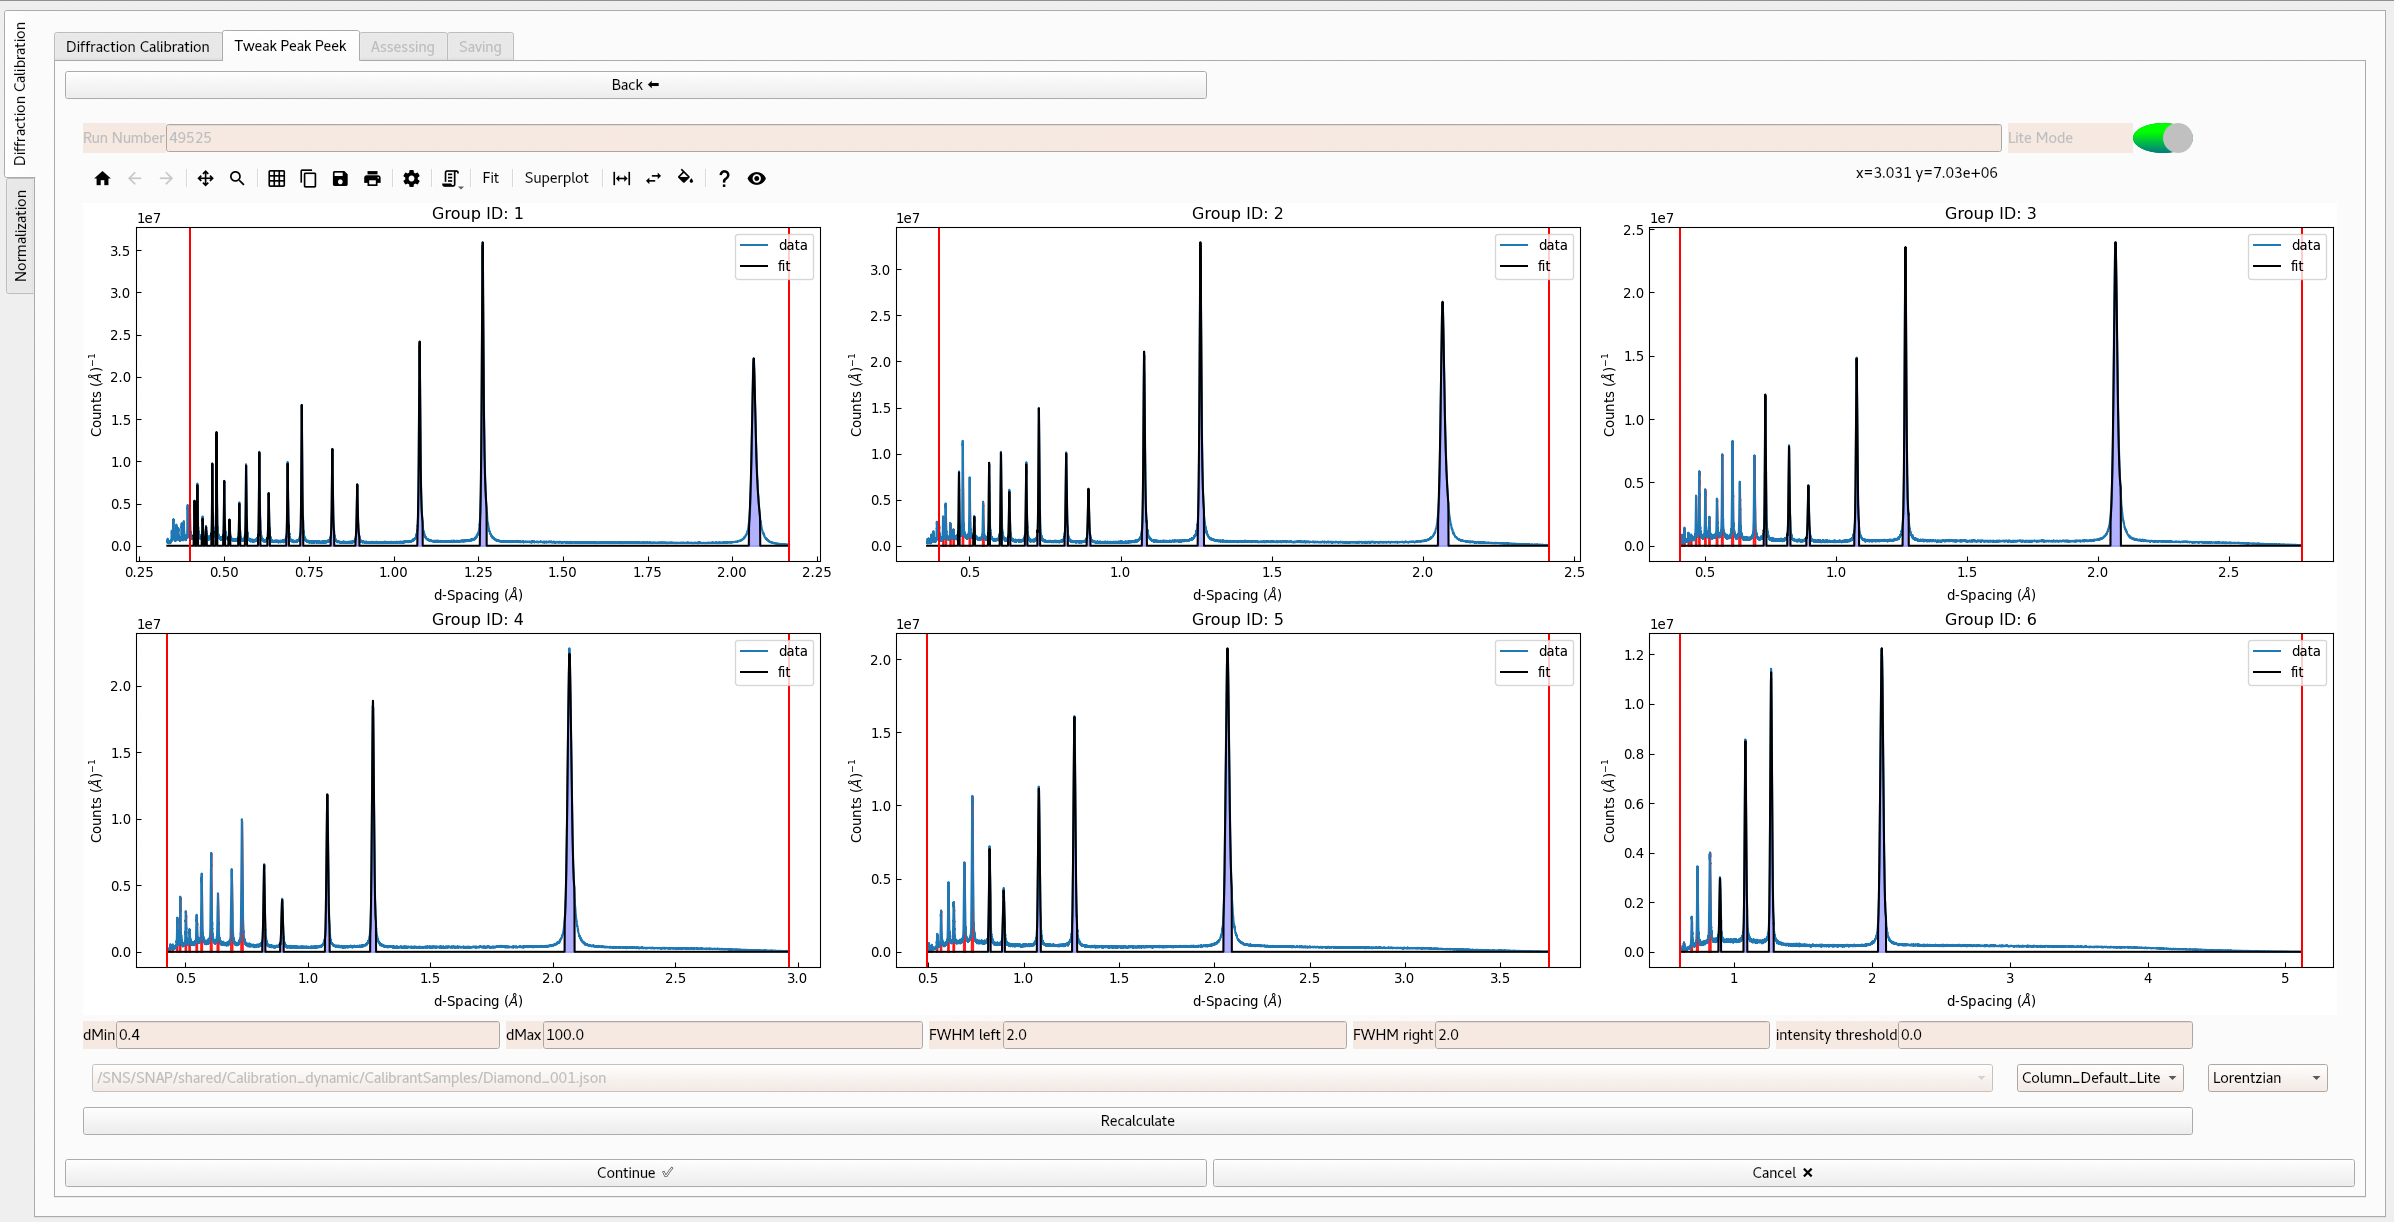 Diffraction Calibration
Normalization
Diffraction Calibration Tweak Peak Peek Assessing Saving
Back
Run Number 49525 Lite Mode
Fit Superplot x=3.031 y=7.03e+06
Group ID: 1
1e7
data
fit
3.5
3.0
2.5
2.0
1.5
1.0
0.5
0.0
Counts (Å)⁻¹
0.25 0.50 0.75 1.00 1.25 1.50 1.75 2.00 2.25
d-Spacing (Å)
Group ID: 2
1e7
data
fit
3.0
2.5
2.0
1.5
1.0
0.5
0.0
Counts (Å)⁻¹
0.5 1.0 1.5 2.0 2.5
d-Spacing (Å)
Group ID: 3
1e7
data
fit
2.5
2.0
1.5
1.0
0.5
0.0
Counts (Å)⁻¹
0.5 1.0 1.5 2.0 2.5
d-Spacing (Å)
Group ID: 4
1e7
data
fit
2.0
1.5
1.0
0.5
0.0
Counts (Å)⁻¹
0.5 1.0 1.5 2.0 2.5 3.0
d-Spacing (Å)
Group ID: 5
1e7
data
fit
2.0
1.5
1.0
0.5
0.0
Counts (Å)⁻¹
0.5 1.0 1.5 2.0 2.5 3.0 3.5
d-Spacing (Å)
Group ID: 6
1e7
data
fit
1.2
1.0
0.8
0.6
0.4
0.2
0.0
Counts (Å)⁻¹
1 2 3 4 5
d-Spacing (Å)
dMin 0.4 dMax 100.0 FWHM left 2.0 FWHM right 2.0 intensity threshold 0.0
/SNS/SNAP/shared/Calibration_dynamic/CalibrantSamples/Diamond_001.json Column_Default_Lite Lorentzian
Recalculate
Continue Cancel